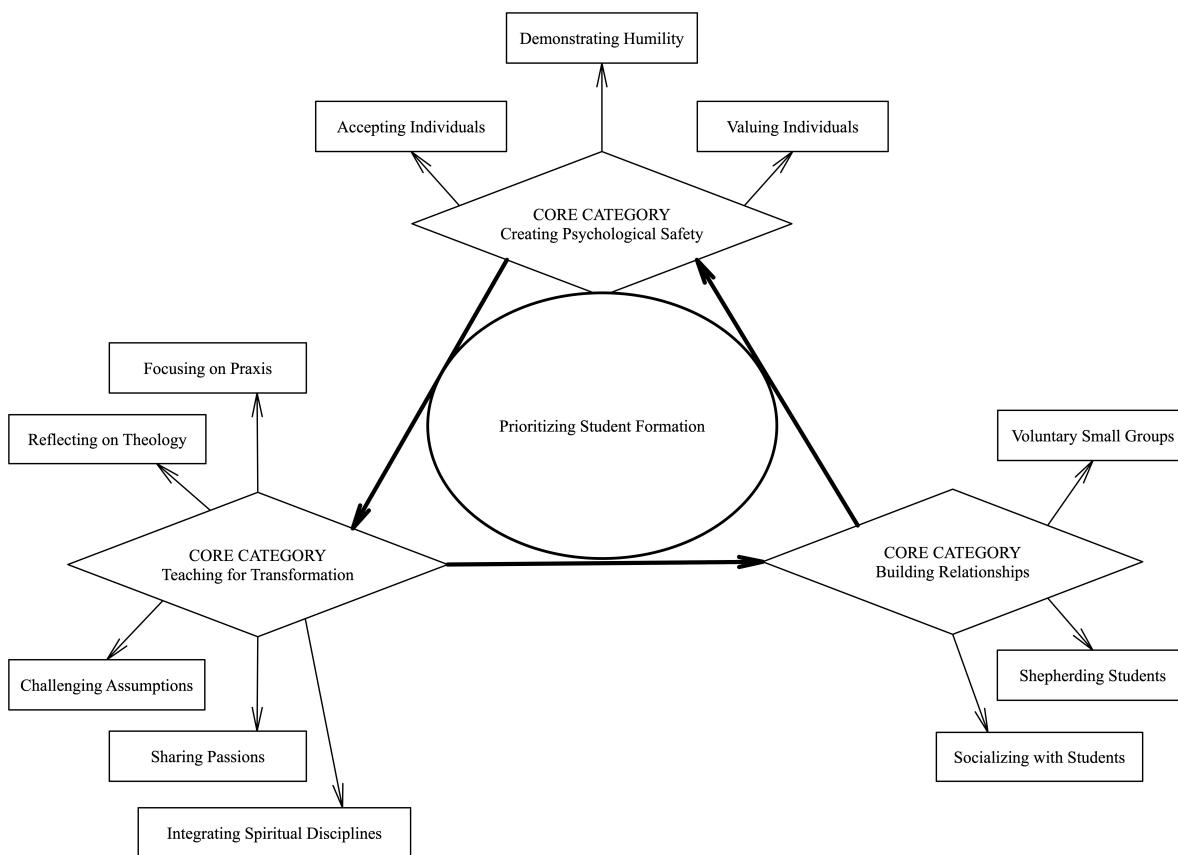 Demonstrating Humility
Accepting Individuals
Valuing Individuals
CORE CATEGORY
Creating Psychological Safety
Focusing on Praxis
Reflecting on Theology
Prioritizing Student Formation
Voluntary Small Groups
CORE CATEGORY
Teaching for Transformation
CORE CATEGORY
Building Relationships
Challenging Assumptions
Shepherding Students
Sharing Passions
Socializing with Students
Integrating Spiritual Disciplines